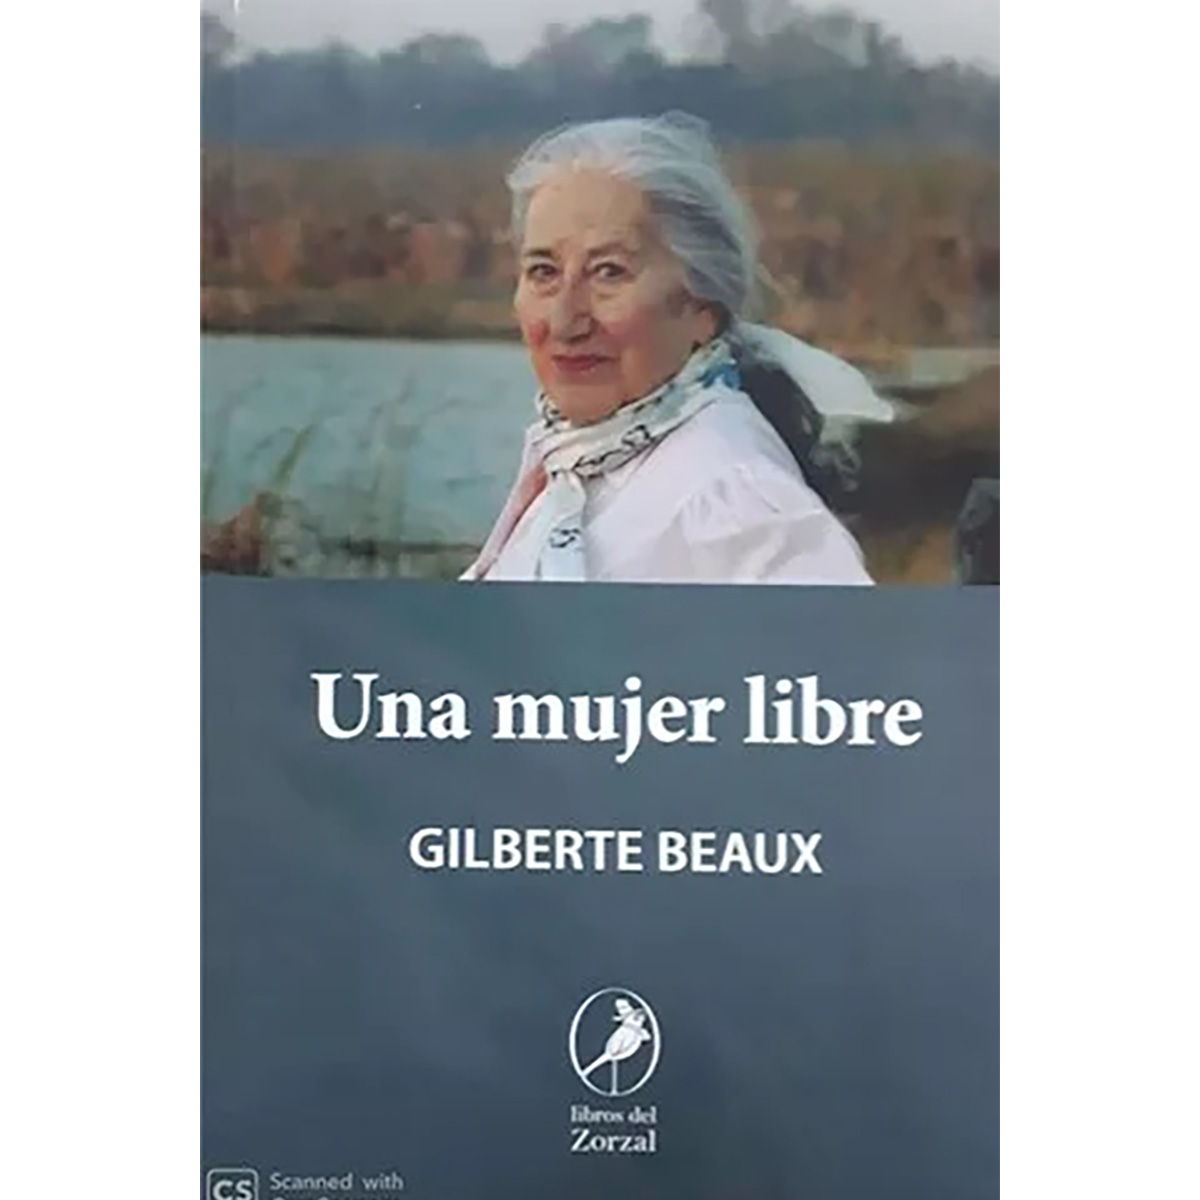 Una mujer libre
GILBERTE BEAUX
libros del
Zorzal
CS
Scanned with